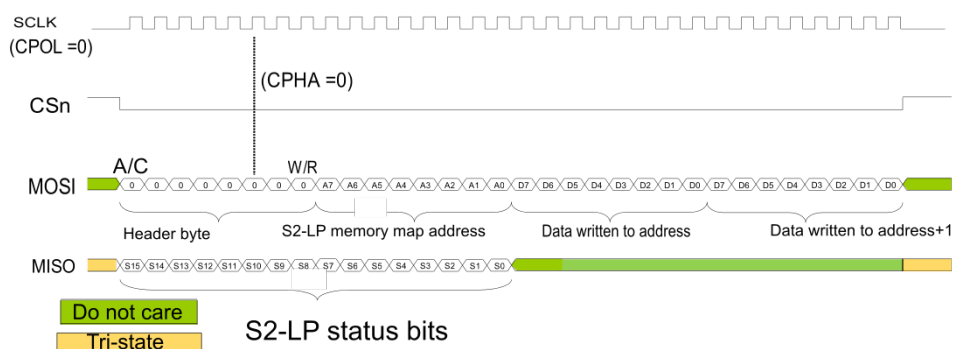 SCLK
(CPOL =0)
(CPHA =0)
CSn
A/C
W/R
MOSI 0 0 0 0 0 0 0 0 A7 A6 A5 A4 A3 A2 A1 A0 D7 D6 D5 D4 D3 D2 D1 D0 D7 D6 D5 D4 D3 D2 D1 D0
Header byte S2-LP memory map address Data written to address Data written to address+1
MISO S15 S14 S13 S12 S11 S10 S9 S8 S7 S6 S5 S4 S3 S2 S1 S0
Do not care
S2-LP status bits
Tri-state